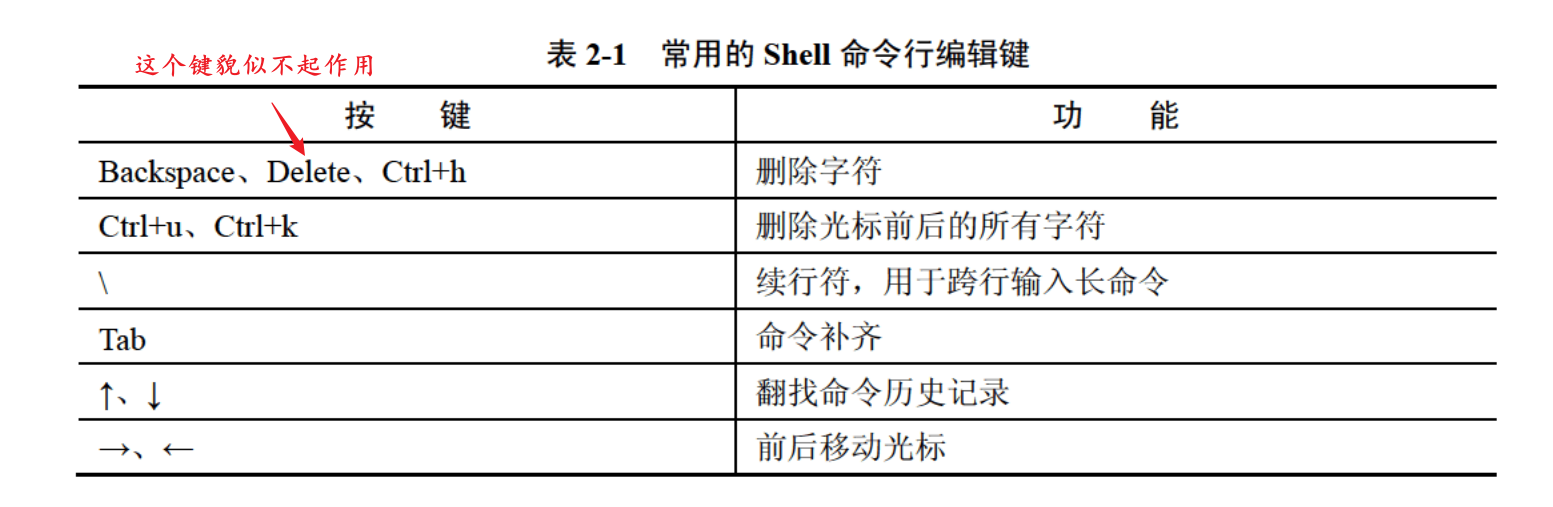 表 2-1 常用的 Shell 命令行编辑键
这个键貌似不起作用
按 键 功 能
Backspace、Delete、Ctrl+h 删除字符
Ctrl+u、Ctrl+k 删除光标前后的所有字符
\ 续行符，用于跨行输入长命令
Tab 命令补齐
↑、↓ 翻找命令历史记录
→、← 前后移动光标